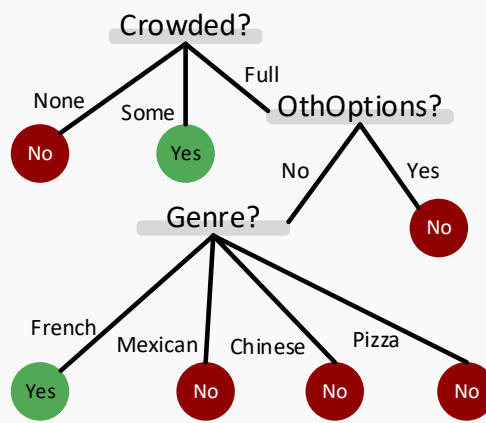 Crowded?
Full
None
Some
OthOptions?
No
Yes
No
Yes
Genre?
No
French
Mexican
Chinese
Pizza
Yes
No
No
No